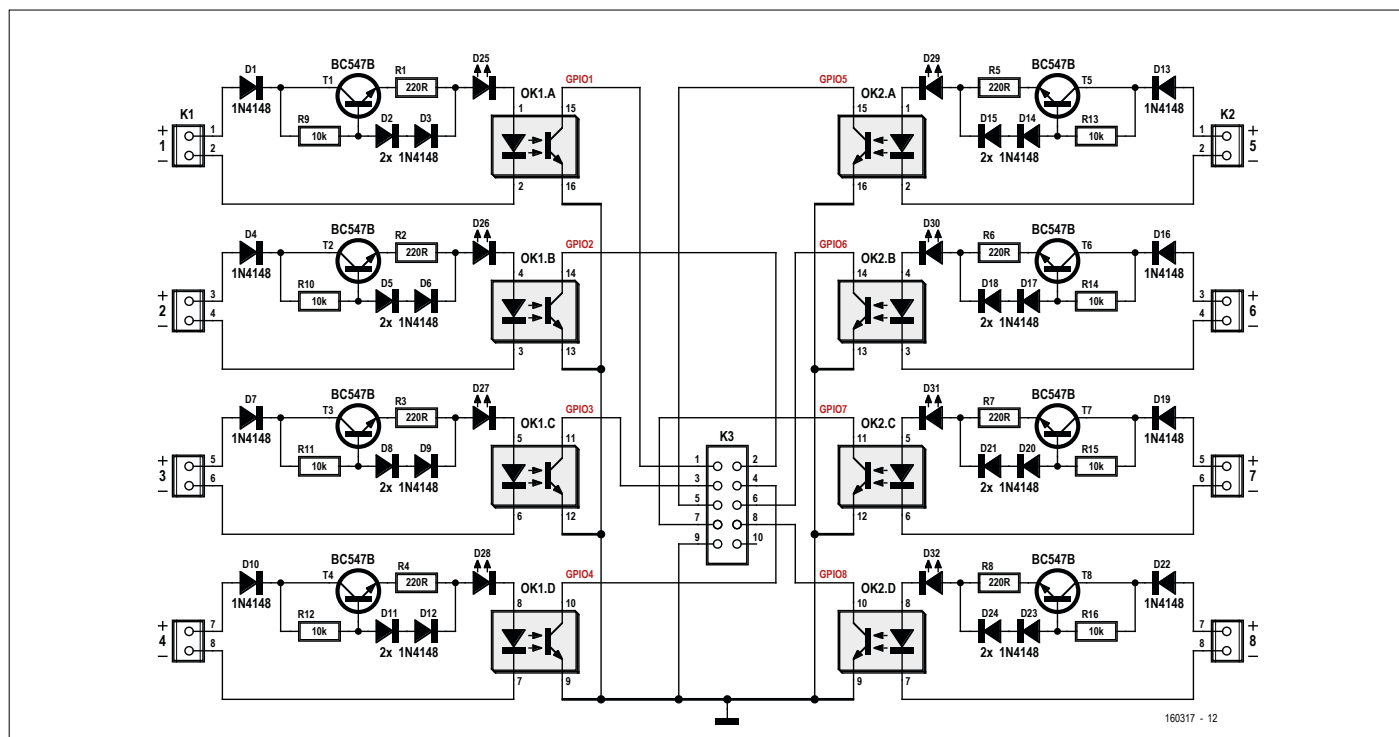 D1 BC547B R1 D25 GPIO1 GPIO5 D29 R5 BC547B D13
T1 220R OK1.A OK2.A 220R T5
1N4148 1N4148
K1 R9 D2 D3 1 15 15 1 D15 D14 R13 K2
+ 1 10k 10k 1 +
1 2 2 5
– 2x 1N4148 2x 1N4148 –
2 16 16 2
D4 BC547B R2 D26 GPIO2 GPIO6 D30 R6 BC547B D16
T2 220R OK1.B OK2.B 220R T6
1N4148 1N4148
R10 D5 D6 4 14 14 4 D18 D17 R14
+ 3 10k 10k 3 +
2 4 4 6
– 2x 1N4148 2x 1N4148 –
3 13 13 3
D7 BC547B R3 D27 GPIO3 GPIO7 D31 R7 BC547B D19
T3 220R OK1.C OK2.C 220R T7
1N4148 1N4148
K3
R11 D8 D9 5 11 11 5 D21 D20 R15
+ 5 10k 1 2 10k 5 +
3 6 3 4 6 7
– 2x 1N4148 5 6 2x 1N4148 –
6 12 7 8 12 6
9 10
D10 BC547B R4 D28 GPIO4 GPIO8 D32 R8 BC547B D22
T4 220R OK1.D OK2.D 220R T8
1N4148 1N4148
R12 D11 D12 8 10 10 8 D24 D23 R16
+ 7 10k 10k 7 +
4 8 8 8
– 2x 1N4148 2x 1N4148 –
7 9 9 7
160317 - 12